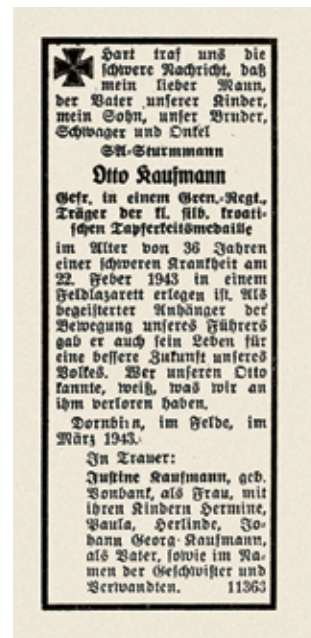 Hart traf uns die
schwere Nachricht, daß
mein lieber Mann,
der Vater unserer Kinder,
mein Sohn, unser Bruder,
Schwager und Onkel
SA-Sturmmann
Otto Kaufmann
Gefr. in einem Gren.-Regt.,
Träger der kl. silb. kroati-
schen Tapferkeitsmedaille
im Alter von 36 Jahren
einer schweren Krankheit am
22. Feber 1943 in einem
Feldlazarett erlegen ist. Als
begeisterter Anhänger der
Bewegung unseres Führers
gab er auch sein Leben für
eine bessere Zukunft unseres
Volkes. Wer unseren Otto
kannte, weiß, was wir an
ihm verloren haben.
Dornbirn, im Felde, im
März 1943.
In Trauer:
Justine Kaufmann, geb.
Vonbank, als Frau, mit
ihren Kindern Hermine,
Paula, Herlinde, Jo-
hann Georg Kaufmann,
als Vater, sowie im Na-
men der Geschwister und
Verwandten. 11363